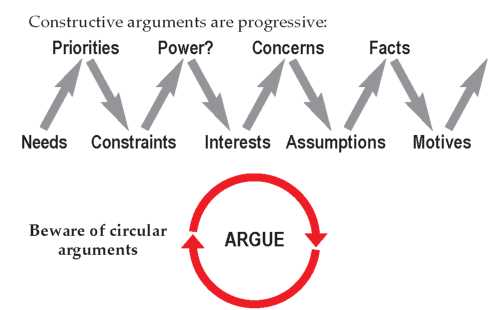 Constructive arguments are progressive:
Priorities Power? Concerns Facts
Needs Constraints Interests Assumptions Motives
Beware of circular
arguments
ARGUE